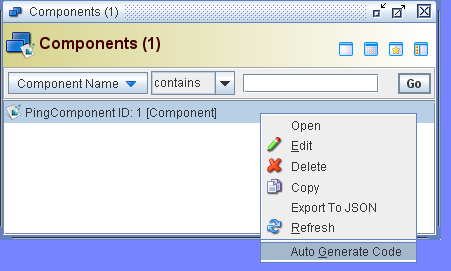 Components (1)
Components (1)
Component Name contains Go
PingComponent ID: 1 [Component]
Open
Edit
Delete
Copy
Export To JSON
Refresh
Auto Generate Code